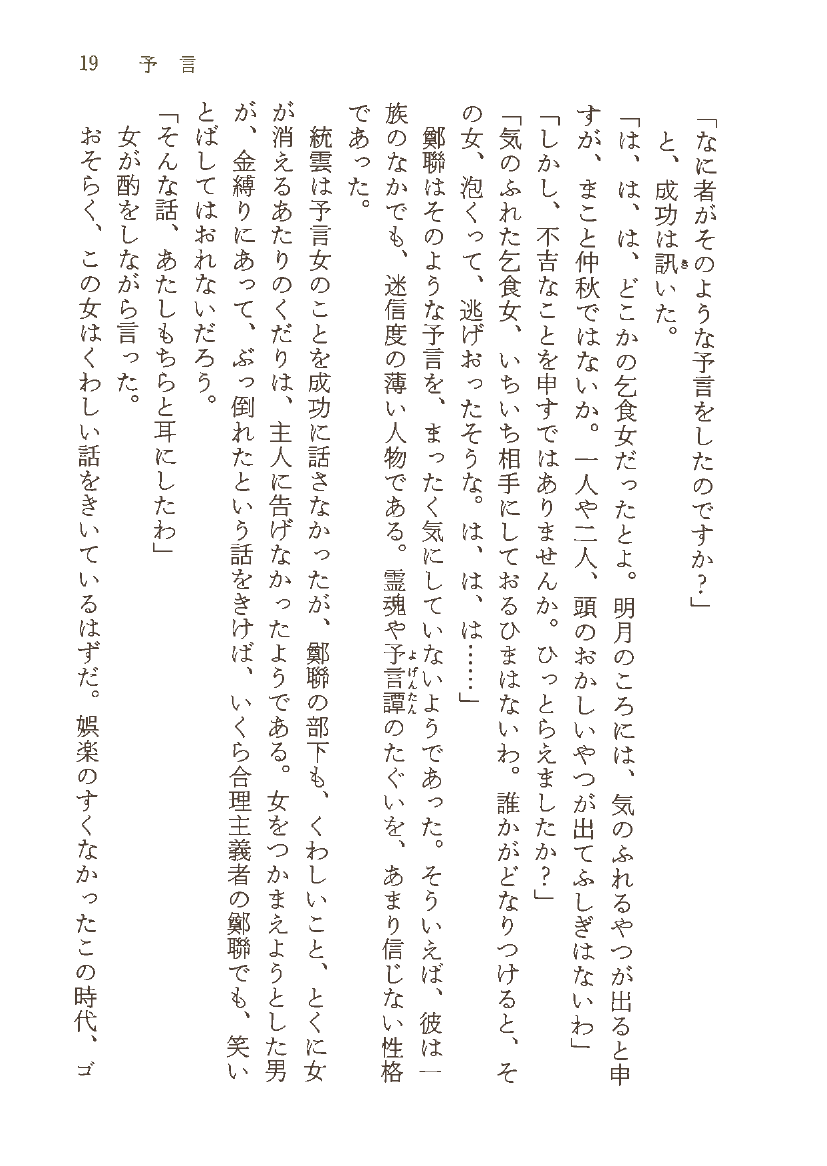 19　予言
「なに者がそのような予言をしたのですか？」
と、成功は訊いた。
「は、は、は、どこかの乞食女だったとよ。明月のころには、気のふれるやつが出ると申
すが、まこと仲秋ではないか。一人や二人、頭のおかしいやつが出てふしぎはないわ」
「しかし、不吉なことを申すではありませんか。ひっとらえましたか？」
「気のふれた乞食女、いちいち相手にしておるひまはないわ。誰かがどなりつけると、そ
の女、泡くって、逃げおったそうな。は、は、は……」
鄭聯はそのような予言を、まったく気にしていないようであった。そういえば、彼は一
族のなかでも、迷信度の薄い人物である。霊魂や予言譚のたぐいを、あまり信じない性格
であった。
統雲は予言女のことを成功に話さなかったが、鄭聯の部下も、くわしいこと、とくに女
が消えるあたりのくだりは、主人に告げなかったようである。女をつかまえようとした男
が、金縛りにあって、ぶっ倒れたという話をきけば、いくら合理主義者の鄭聯でも、笑い
とばしてはおれないだろう。
「そんな話、あたしもちらと耳にしたわ」
女が酌をしながら言った。
おそらく、この女はくわしい話をきいているはずだ。娯楽のすくなかったこの時代、ゴ